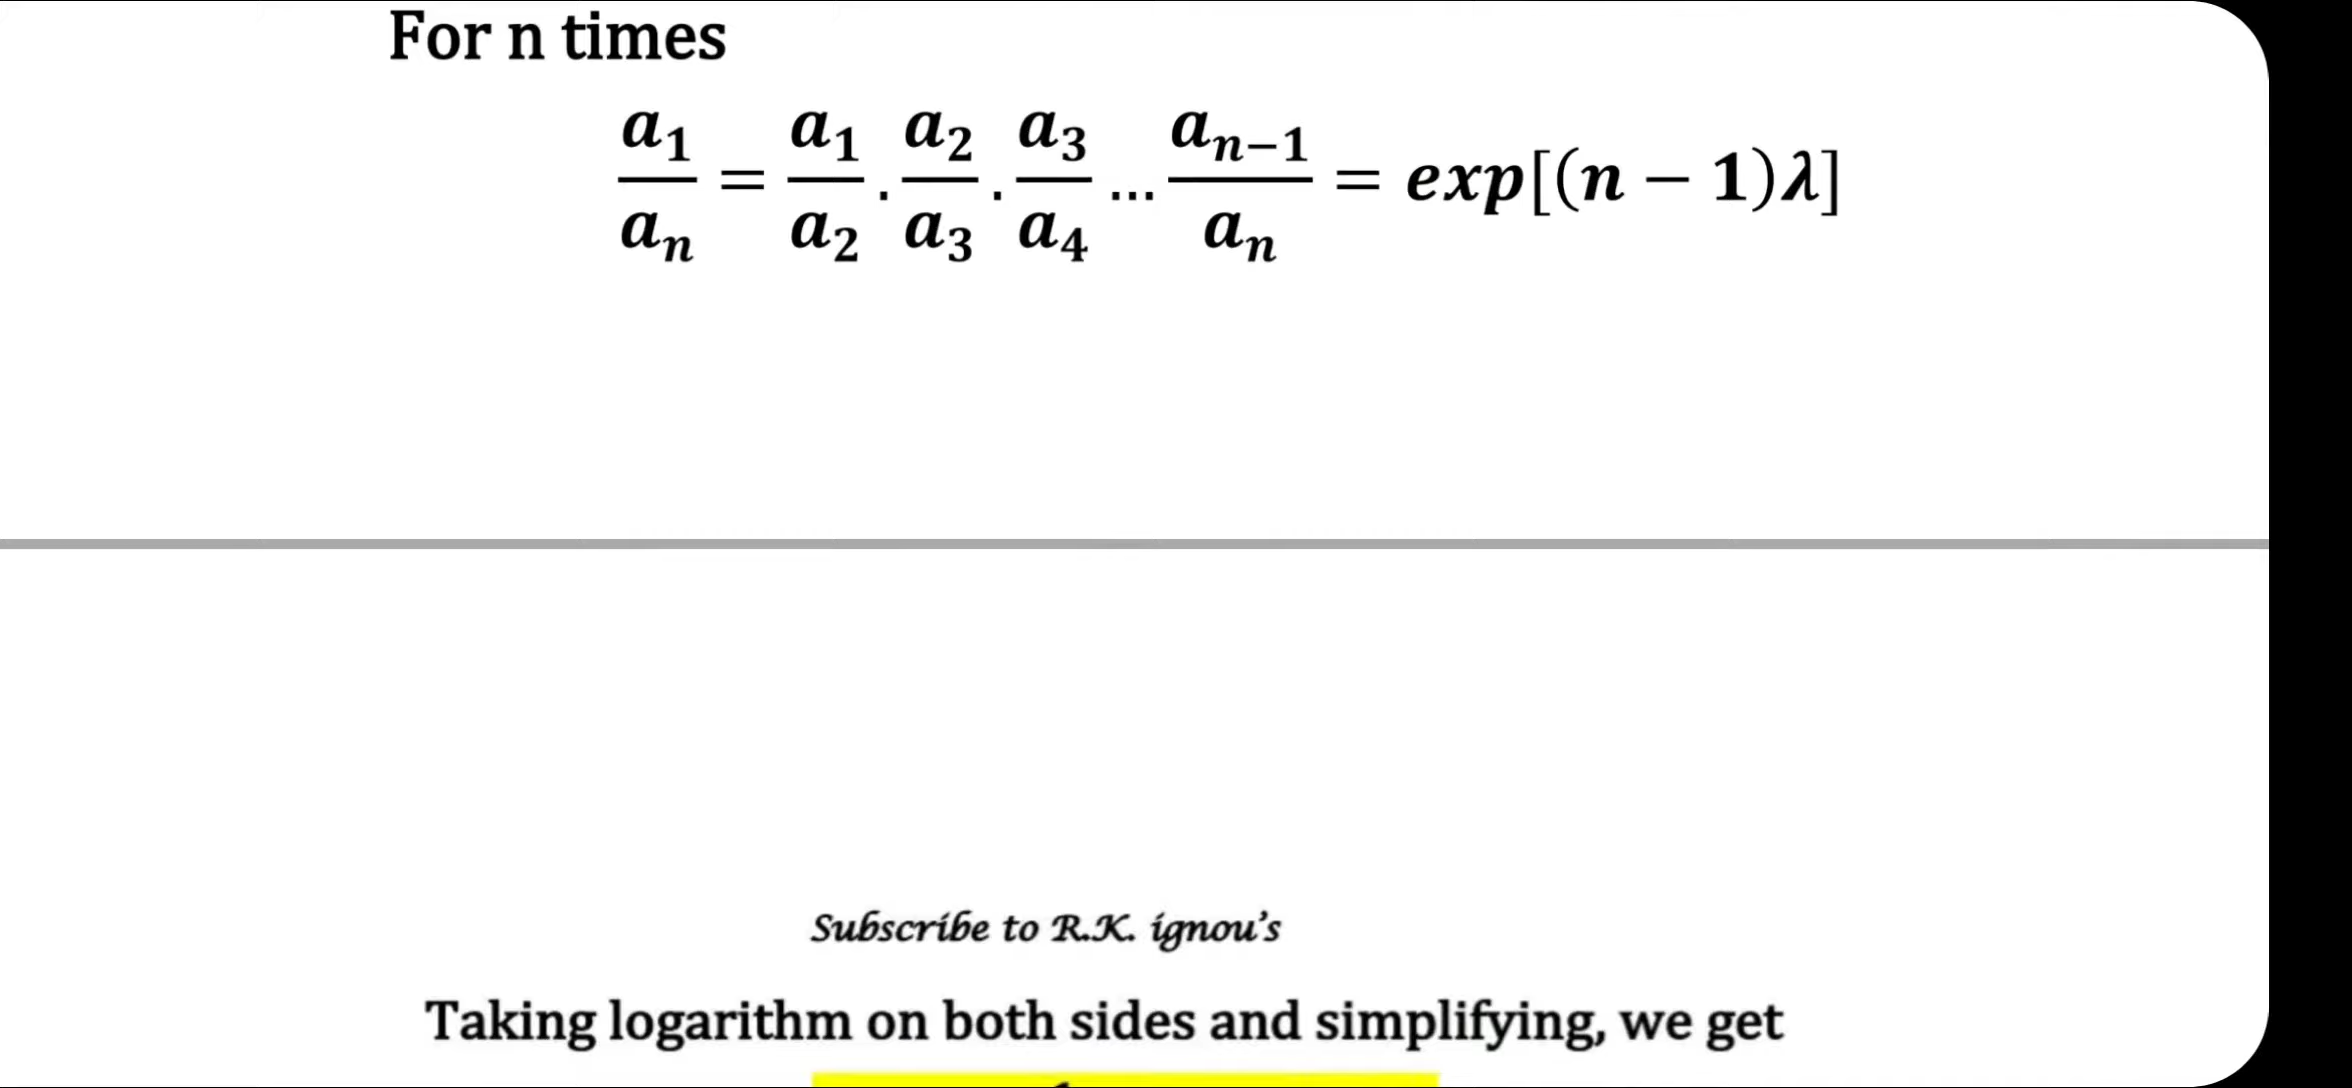 For n times
a₁/aₙ = a₁/a₂ . a₂/a₃ . a₃/a₄ ... aₙ₋₁/aₙ = exp[(n − 1)λ]
Subscribe to R.K. ignou's
Taking logarithm on both sides and simplifying, we get